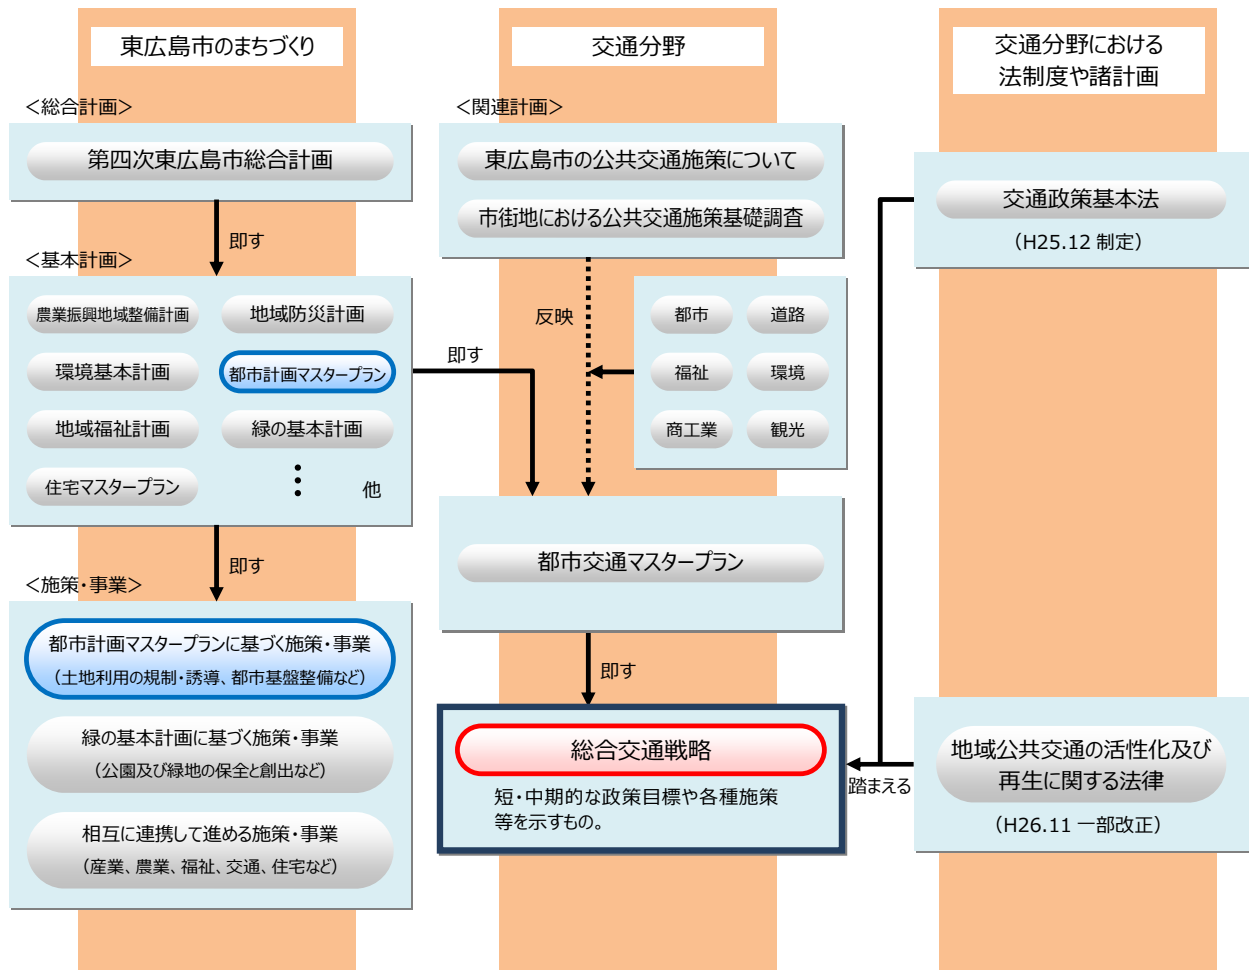 東広島市のまちづくり
＜総合計画＞
第四次東広島市総合計画
即す
＜基本計画＞
農業振興地域整備計画
地域防災計画
環境基本計画
都市計画マスタープラン
地域福祉計画
緑の基本計画
住宅マスタープラン
他
即す
＜施策・事業＞
都市計画マスタープランに基づく施策・事業
（土地利用の規制・誘導、都市基盤整備など）
緑の基本計画に基づく施策・事業
（公園及び緑地の保全と創出など）
相互に連携して進める施策・事業
（産業、農業、福祉、交通、住宅など）
交通分野
＜関連計画＞
東広島市の公共交通施策について
市街地における公共交通施策基礎調査
反映
都市
道路
福祉
環境
商工業
観光
即す
都市交通マスタープラン
即す
総合交通戦略
短・中期的な政策目標や各種施策
等を示すもの。
交通分野における
法制度や諸計画
交通政策基本法
（H25.12 制定）
踏まえる
地域公共交通の活性化及び
再生に関する法律
（H26.11 一部改正）